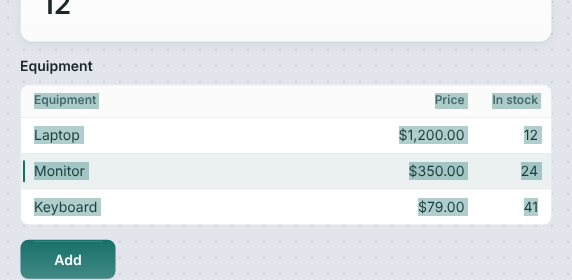 12
Equipment
Equipment Price In stock
Laptop $1,200.00 12
Monitor $350.00 24
Keyboard $79.00 41
Add